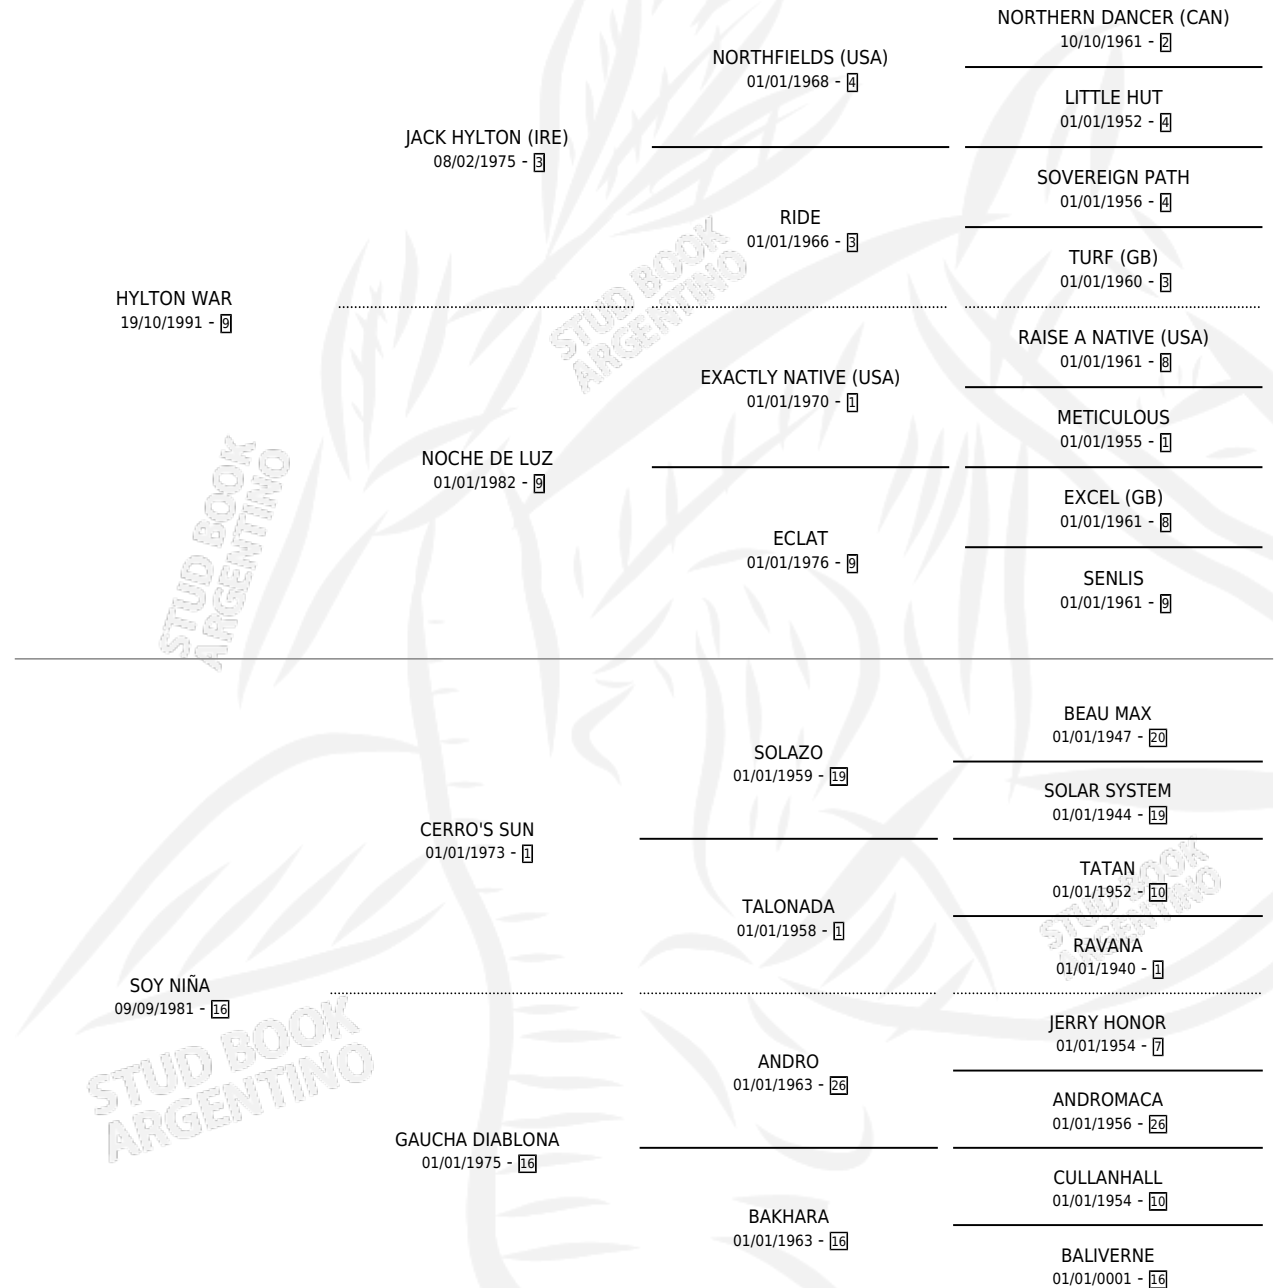 NORTHERN DANCER (CAN)
10/10/1961 - 2
NORTHFIELDS (USA)
01/01/1968 - 4
LITTLE HUT
01/01/1952 - 4
JACK HYLTON (IRE)
08/02/1975 - 3
SOVEREIGN PATH
01/01/1956 - 4
RIDE
01/01/1966 - 3
TURF (GB)
01/01/1960 - 3
HYLTON WAR
19/10/1991 - 9
RAISE A NATIVE (USA)
01/01/1961 - 8
EXACTLY NATIVE (USA)
01/01/1970 - 1
METICULOUS
01/01/1955 - 1
NOCHE DE LUZ
01/01/1982 - 9
EXCEL (GB)
01/01/1961 - 8
ECLAT
01/01/1976 - 9
SENLIS
01/01/1961 - 9
BEAU MAX
01/01/1947 - 20
SOLAZO
01/01/1959 - 19
SOLAR SYSTEM
01/01/1944 - 19
CERRO'S SUN
01/01/1973 - 1
TATAN
01/01/1952 - 10
TALONADA
01/01/1958 - 1
RAVANA
01/01/1940 - 1
SOY NIÑA
09/09/1981 - 16
JERRY HONOR
01/01/1954 - 7
ANDRO
01/01/1963 - 26
ANDROMACA
01/01/1956 - 26
GAUCHA DIABLONA
01/01/1975 - 16
CULLANHALL
01/01/1954 - 10
BAKHARA
01/01/1963 - 16
BALIVERNE
01/01/0001 - 16
STUD BOOK
ARGENTINO
STUD BOOK
ARGENTINO
STUD BOOK
ARGENTINO
STUD BOOK
ARGENTINO